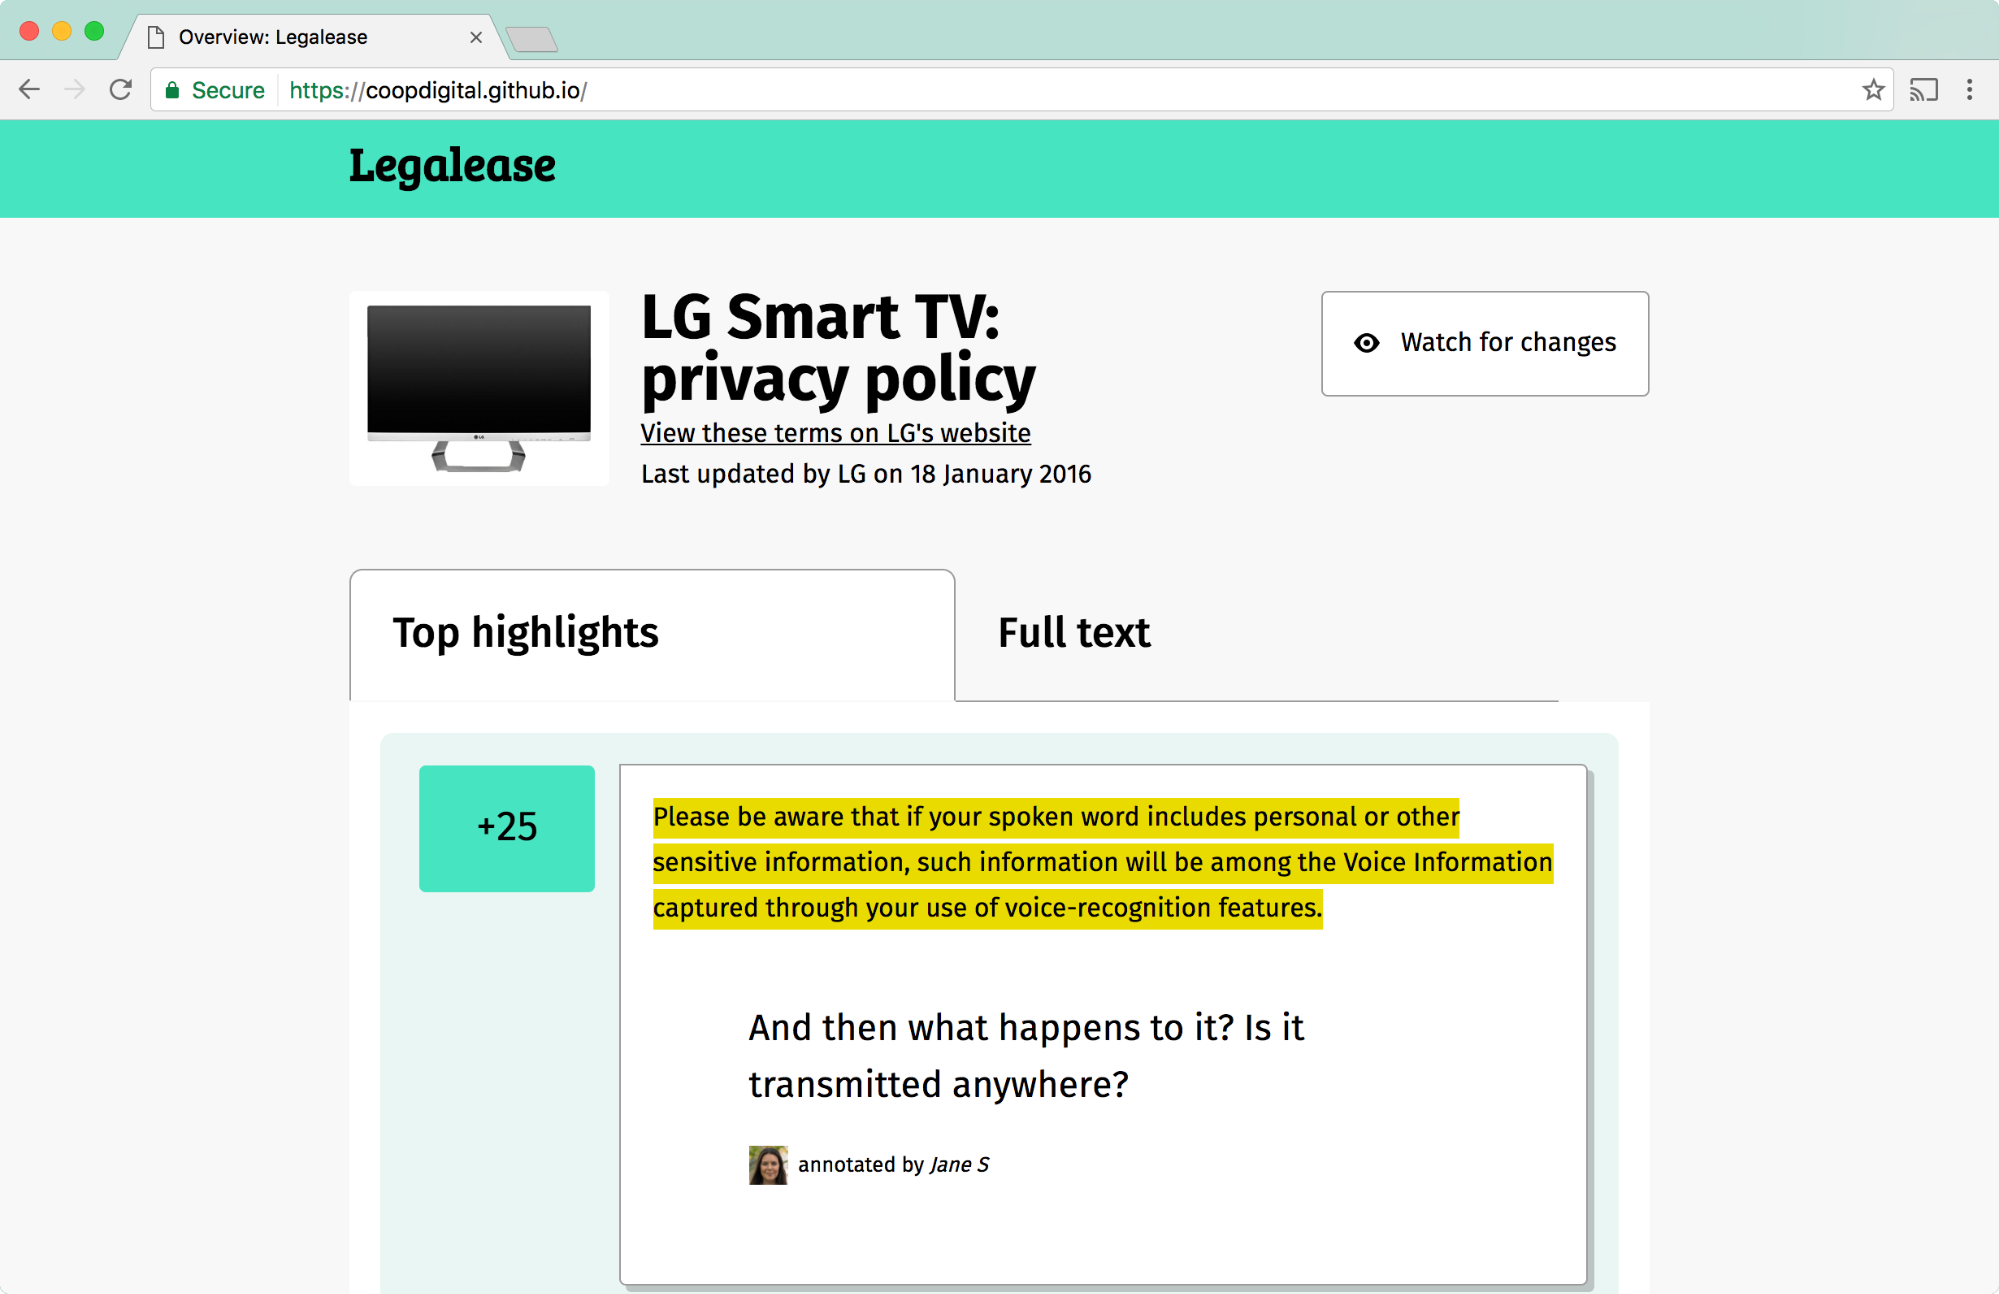 Overview: Legalease
Secure https://coopdigital.github.io/
Legalease
LG Smart TV:
privacy policy
View these terms on LG's website
Last updated by LG on 18 January 2016
Watch for changes
LG
Top highlights
Full text
+25
Please be aware that if your spoken word includes personal or other
sensitive information, such information will be among the Voice Information
captured through your use of voice-recognition features.
And then what happens to it? Is it
transmitted anywhere?
annotated by Jane S